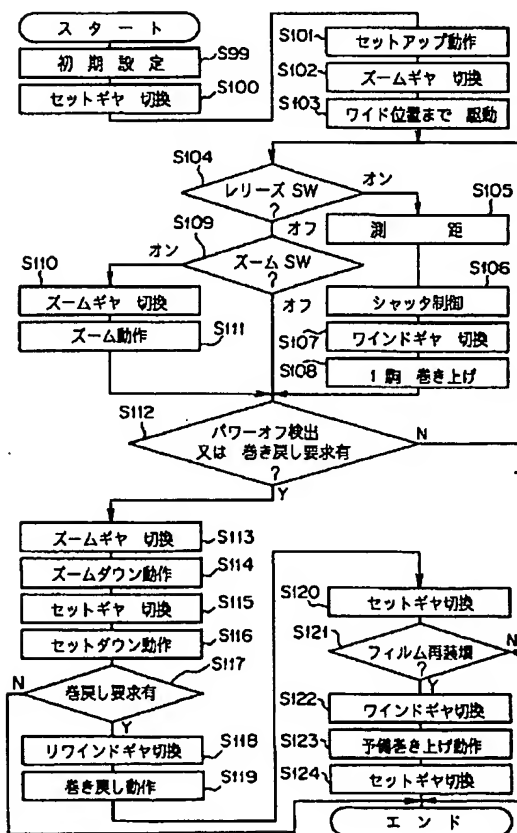 スタート
S99
初期設定
S100
セットギヤ 切換
S101
セットアップ動作
S102
ズームギヤ 切換
S103
ワイド位置まで 駆動
S104
レリーズ SW
?
オン
オフ
S105
測 距
S106
シャッタ制御
S107
ワインドギヤ 切換
S108
1 駒 巻き上げ
S109
ズーム SW
?
オン
オフ
S110
ズームギヤ 切換
ズーム動作
S111
S112
パワーオフ検出
又は 巻き戻し要求有
?
N
Y
ズームギヤ 切換
S113
ズームダウン動作
S114
セットギヤ 切換
S115
セットダウン動作
S116
S117
N
巻戻し要求有
?
Y
リワインドギヤ切換
S118
巻き戻し動作
S119
S120
セットギヤ切換
S121
フィルム再装填
?
N
Y
S122
ワインドギヤ切換
S123
予備巻き上げ動作
S124
セットギヤ切換
エンド